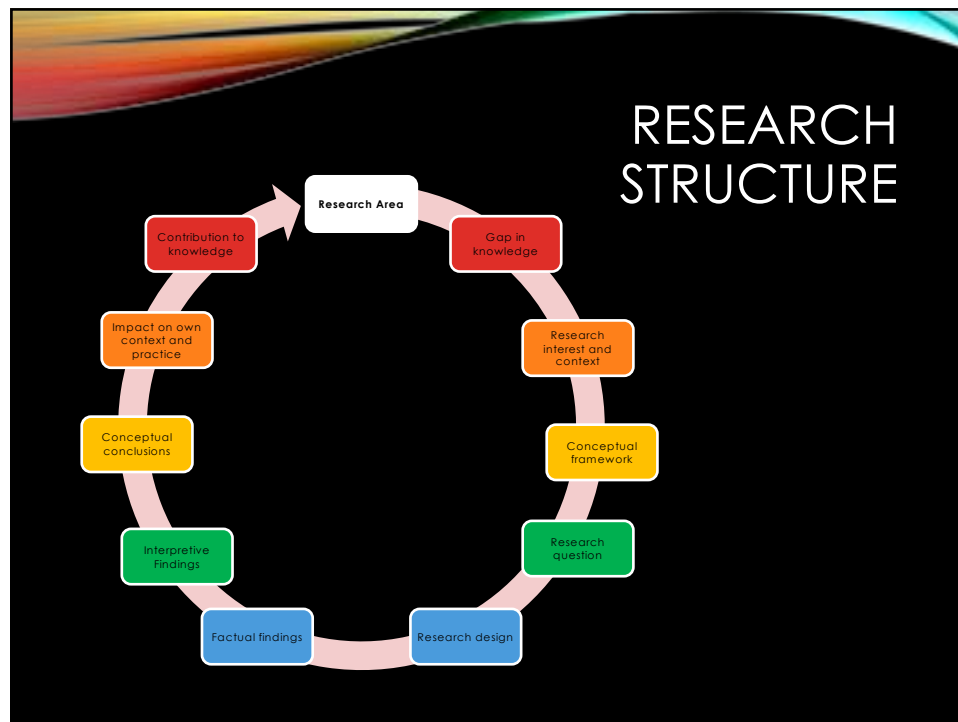 RESEARCH
STRUCTURE
Research Area
Gap in
knowledge
Research
interest and
context
Conceptual
framework
Research
question
Research design
Factual findings
Interpretive
Findings
Conceptual
conclusions
Impact on own
context and
practice
Contribution to
knowledge